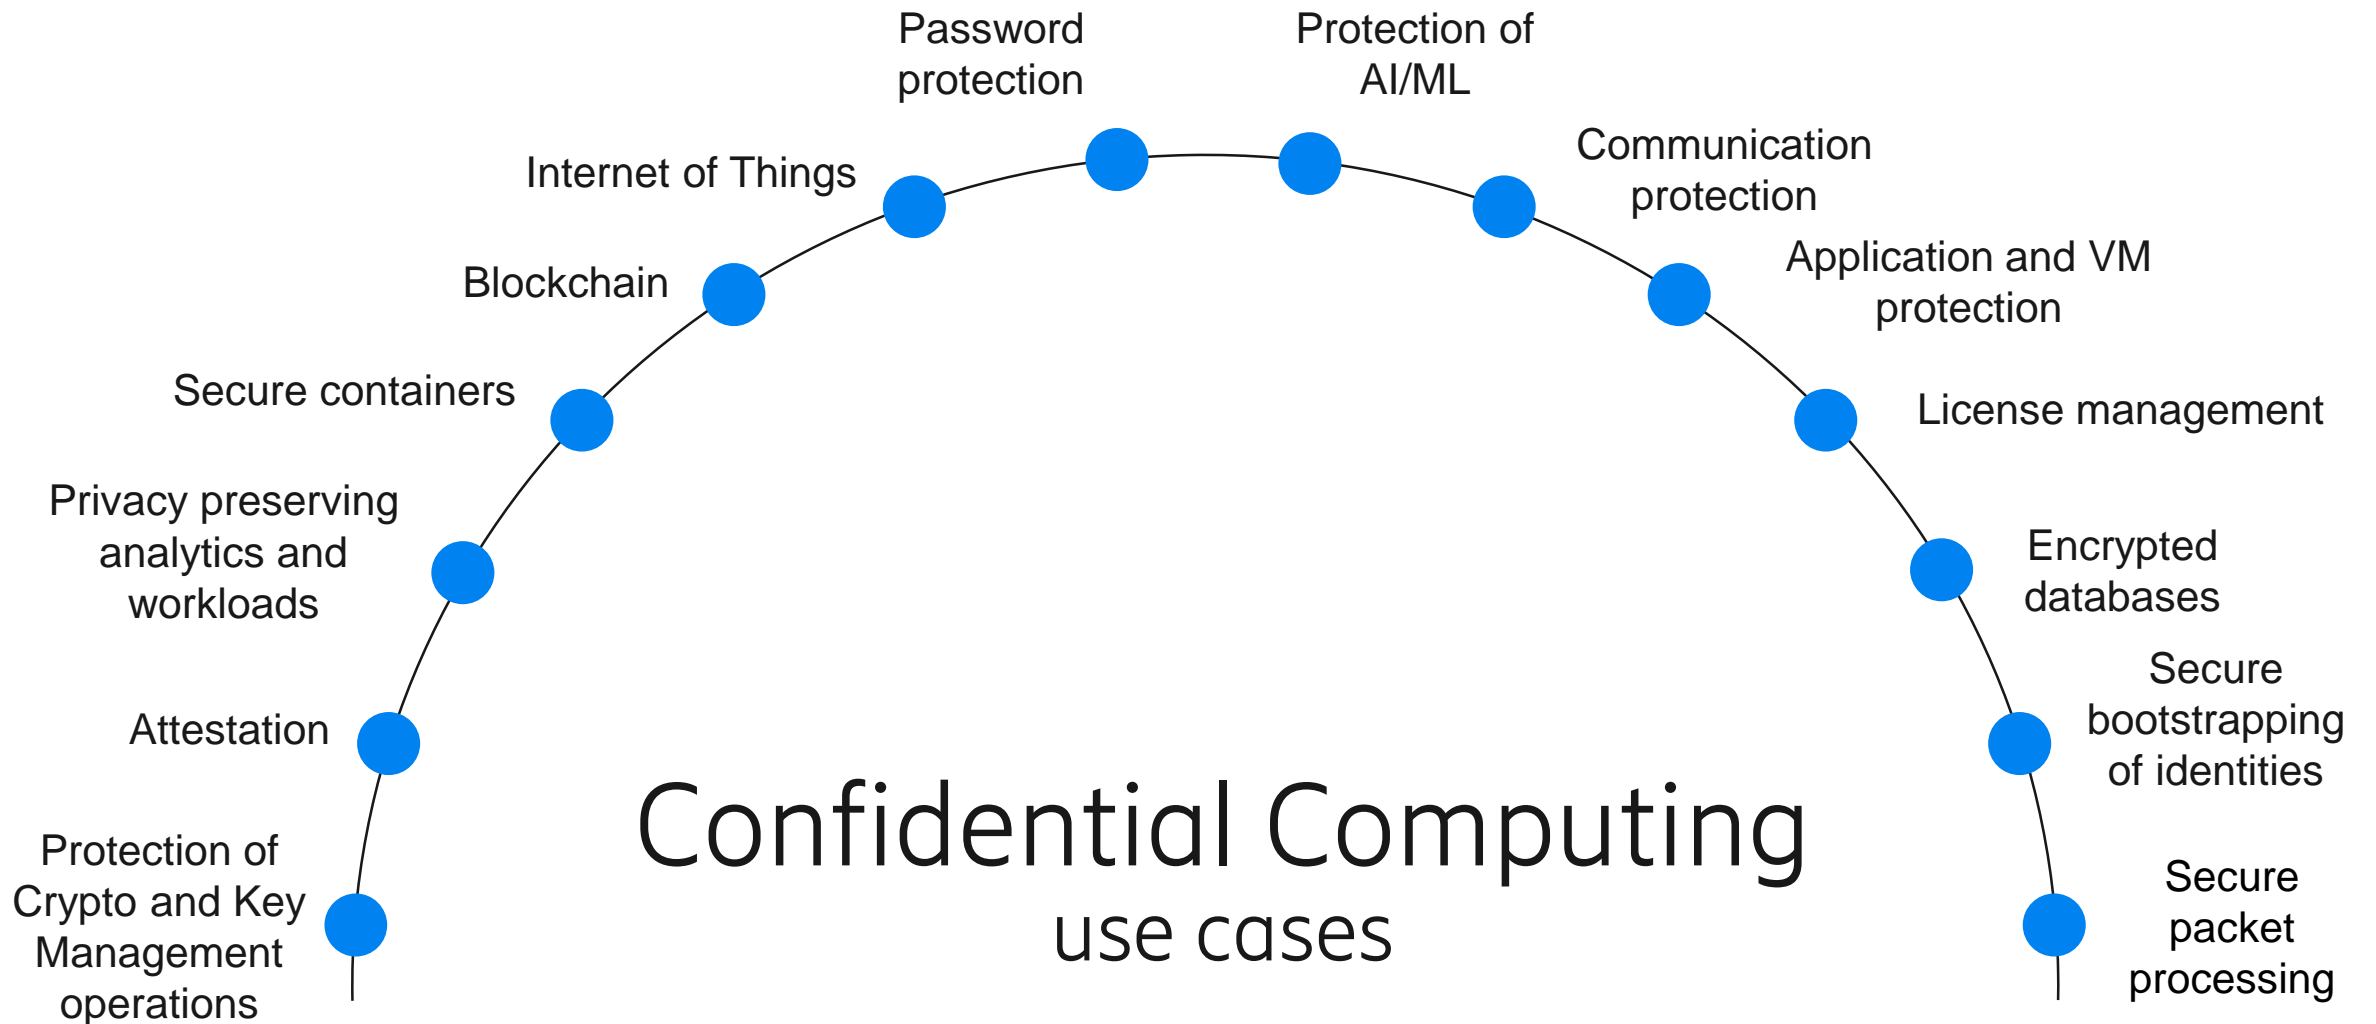 Password
protection
Protection of
AI/ML
Internet of Things
Communication
protection
Blockchain
Application and VM
protection
Secure containers
License management
Privacy preserving
analytics and
workloads
Encrypted
databases
Attestation
Secure
bootstrapping
of identities
Protection of
Crypto and Key
Management
operations
Secure
packet
processing
Confidential Computing
use cases